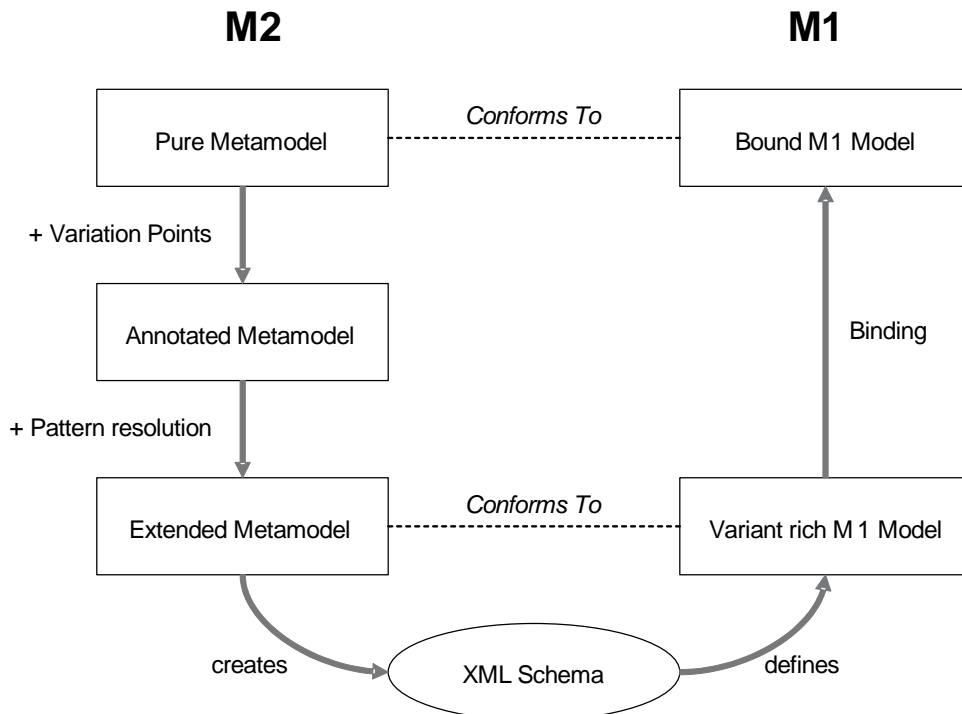 M2
M1
Pure Metamodel
Conforms To
Bound M1 Model
+ Variation Points
Annotated Metamodel
Binding
+ Pattern resolution
Extended Metamodel
Conforms To
Variant rich M1 Model
creates
XML Schema
defines